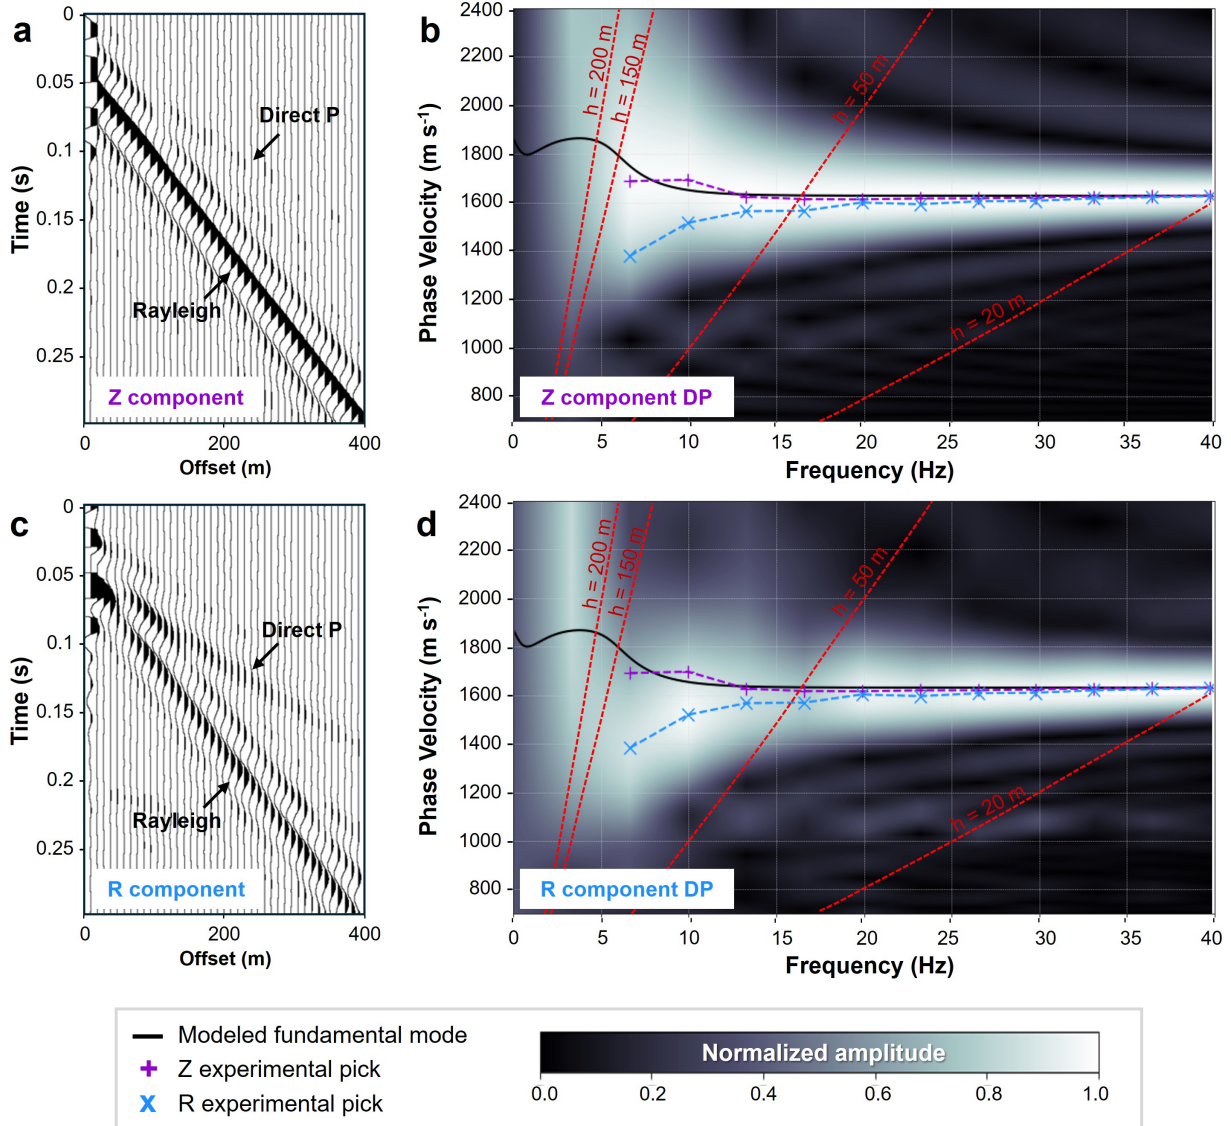 a
0
0.05
0.1
0.15
0.2
0.25
Time (s)
Direct P
Rayleigh
Z component
0
200
400
Offset (m)
b
2400
2200
2000
1800
1600
1400
1200
1000
800
Phase Velocity (m s⁻¹)
h = 200 m
h = 150 m
h = 50 m
h = 20 m
Z component DP
0
5
10
15
20
25
30
35
40
Frequency (Hz)
c
0
0.05
0.1
0.15
0.2
0.25
Time (s)
Direct P
Rayleigh
R component
0
200
400
Offset (m)
d
2400
2200
2000
1800
1600
1400
1200
1000
800
Phase Velocity (m s⁻¹)
h = 200 m
h = 150 m
h = 50 m
h = 20 m
R component DP
0
5
10
15
20
25
30
35
40
Frequency (Hz)
Modeled fundamental mode
Z experimental pick
R experimental pick
Normalized amplitude
0.0
0.2
0.4
0.6
0.8
1.0